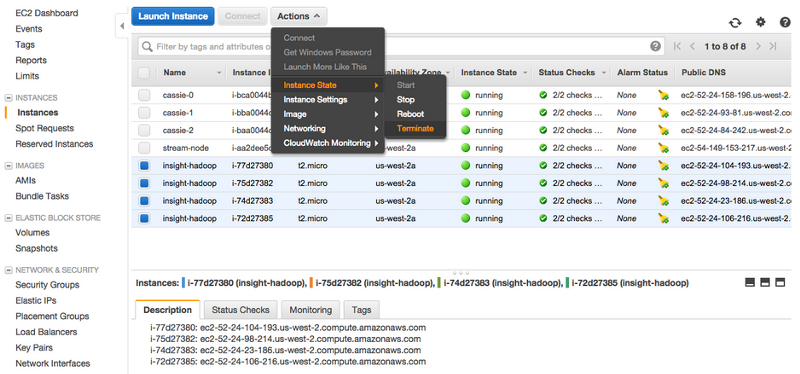 EC2 Dashboard
Events
Tags
Reports
Limits
INSTANCES
Instances
Spot Requests
Reserved Instances
IMAGES
AMIs
Bundle Tasks
ELASTIC BLOCK STORE
Volumes
Snapshots
NETWORK & SECURITY
Security Groups
Elastic IPs
Placement Groups
Load Balancers
Key Pairs
Network Interfaces
Launch Instance Connect Actions
Filter by tags and attributes o
1 to 8 of 8
Connect
Get Windows Password
Launch More Like This
Instance State
Instance Settings
Image
Networking
CloudWatch Monitoring
Start
Stop
Reboot
Terminate
Name Instance I ailability Zone Instance State Status Checks Alarm Status Public DNS
cassie-0 i-bca0044b running 2/2 checks ... None ec2-52-24-158-196.us-west-2.
cassie-1 i-bba0044 running 2/2 checks ... None ec2-52-24-93-81.us-west-2.co
cassie-2 i-baa0044 running 2/2 checks ... None ec2-52-24-84-242.us-west-2.c
stream-node i-aa2dee5c us-west-2a running 2/2 checks ... None ec2-54-149-153-217.us-west-2.
insight-hadoop i-77d27380 t2.micro us-west-2a running 2/2 checks ... None ec2-52-24-104-193.us-west-2.
insight-hadoop i-75d27382 t2.micro us-west-2a running 2/2 checks ... None ec2-52-24-98-214.us-west-2.c
insight-hadoop i-74d27383 t2.micro us-west-2a running 2/2 checks ... None ec2-52-24-23-186.us-west-2.c
insight-hadoop i-72d27385 t2.micro us-west-2a running 2/2 checks ... None ec2-52-24-106-216.us-west-2.
Instances: i-77d27380 (insight-hadoop), i-75d27382 (insight-hadoop), i-74d27383 (insight-hadoop), i-72d27385 (insight-hadoop)
Description Status Checks Monitoring Tags
i-77d27380: ec2-52-24-104-193.us-west-2.compute.amazonaws.com
i-75d27382: ec2-52-24-98-214.us-west-2.compute.amazonaws.com
i-74d27383: ec2-52-24-23-186.us-west-2.compute.amazonaws.com
i-72d27385: ec2-52-24-106-216.us-west-2.compute.amazonaws.com